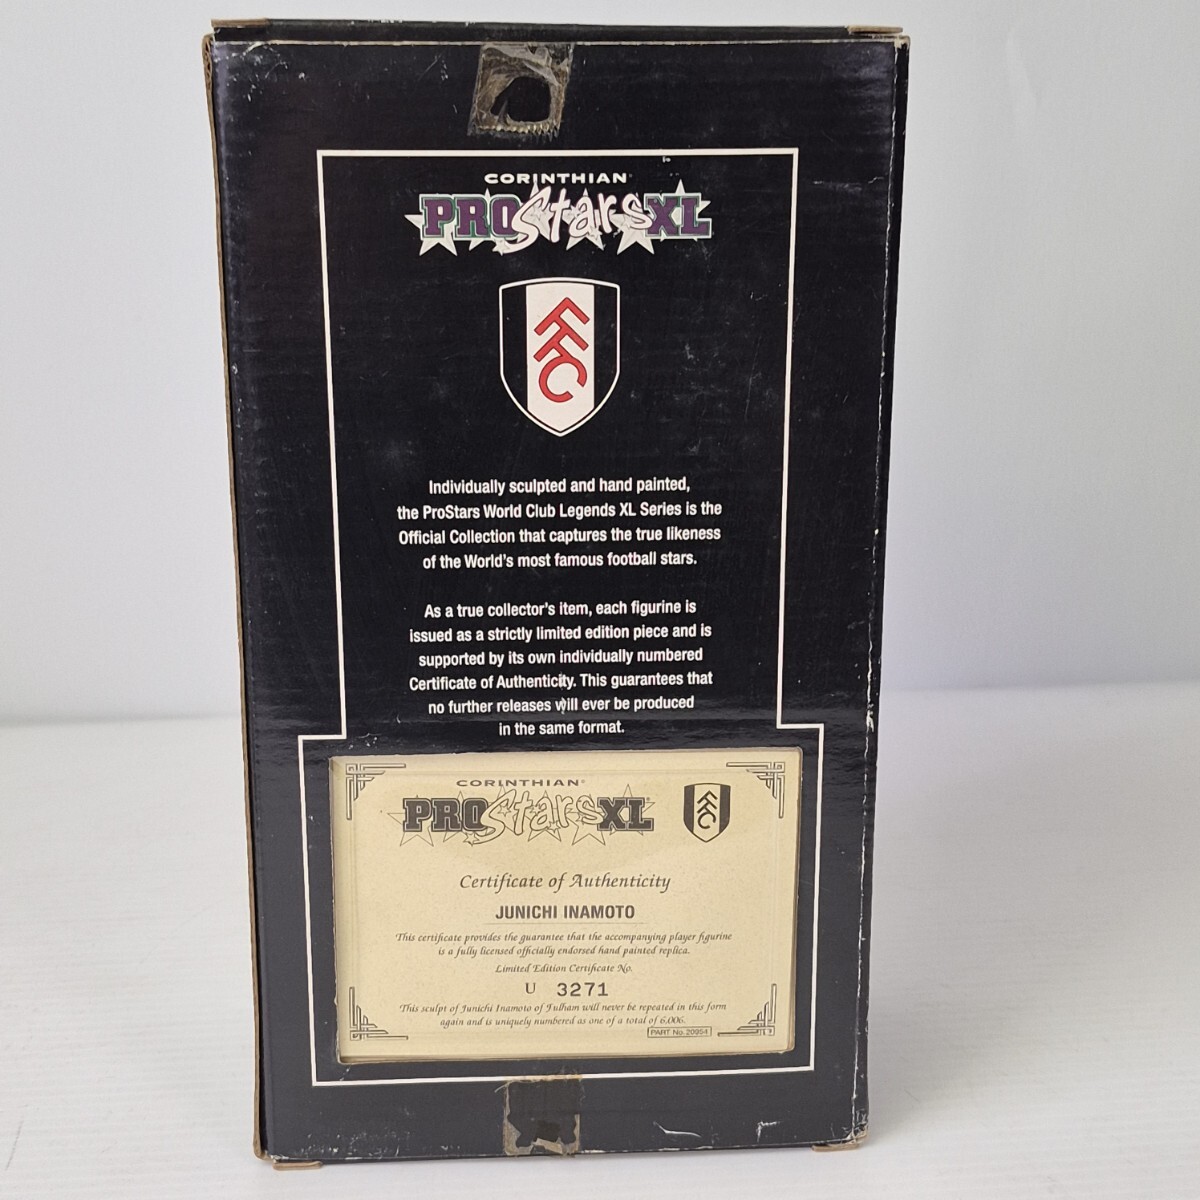 CORINTHIAN
PROStarsXL
FFC
Individually sculpted and hand painted,
the ProStars World Club Legends XL Series is the
Official Collection that captures the true likeness
of the World's most famous football stars.
As a true collector's item, each figurine is
issued as a strictly limited edition piece and is
supported by its own individually numbered
Certificate of Authenticity. This guarantees that
no further releases will ever be produced
in the same format.
CORINTHIAN®
PROStarsXL
FFC
Certificate of Authenticity
JUNICHI INAMOTO
This certificate provides the guarantee that the accompanying player figurine
is a fully licensed officially endorsed hand painted replica.
Limited Edition Certificate No.
U 3271
This sculpt of Junichi Inamoto of Fulham will never be repeated in this form
again and is uniquely numbered as one of a total of 6,006.
PART No.20954